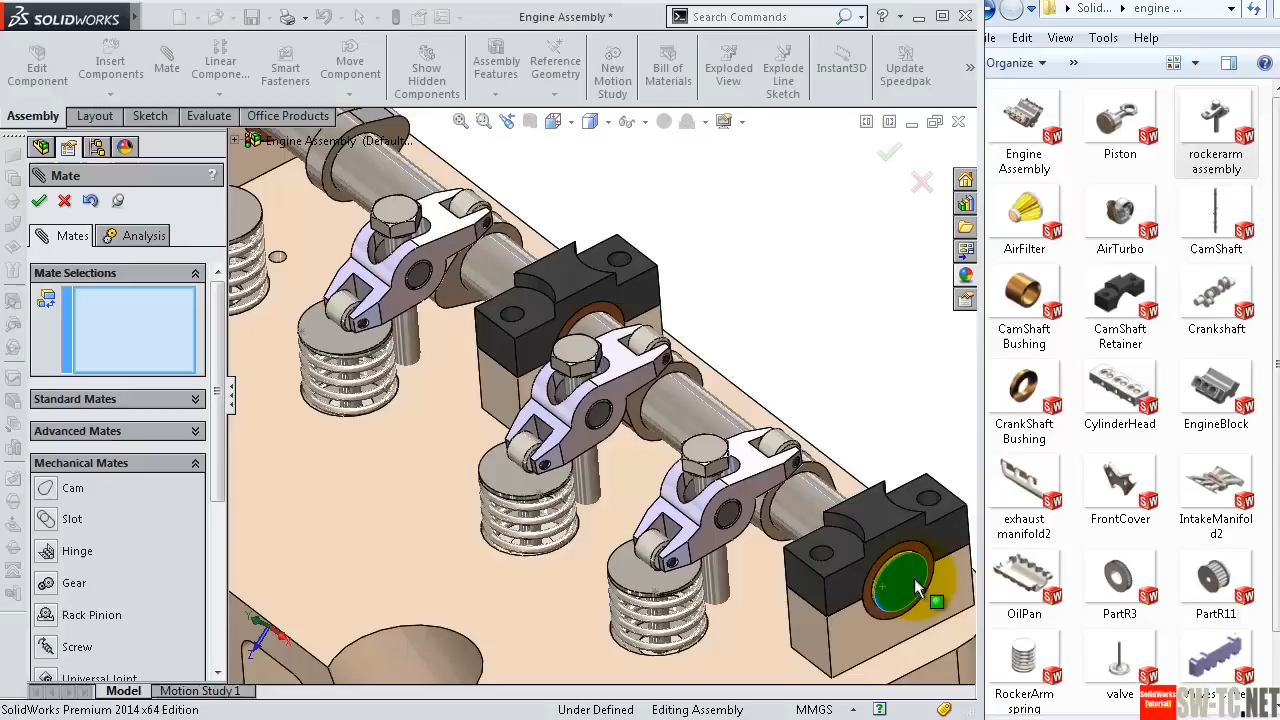 SOLIDWORKS
Engine Assembly *
Search Commands
Edit Component
Insert Components
Mate
Linear Compone...
Smart Fasteners
Move Component
Show Hidden Components
Assembly Features
Reference Geometry
New Motion Study
Bill of Materials
Exploded View
Explode Line Sketch
Instant3D
Update Speedpak
Assembly
Layout
Sketch
Evaluate
Office Products
Engine Assembly (Default...
Mate
?
Mates
Analysis
Mate Selections
Standard Mates
Advanced Mates
Mechanical Mates
Cam
Slot
Hinge
Gear
Rack Pinion
Screw
Universal Joint
Model
Motion Study 1
SolidWorks Premium 2014 x64 Edition
Under Defined
Editing Assembly
MMGS
Solid...
engine ...
ile
Edit
View
Tools
Help
Organize
Engine Assembly
Piston
rockerarm assembly
AirFilter
AirTurbo
CamShaft
CamShaft Bushing
CamShaft Retainer
Crankshaft
CrankShaft Bushing
CylinderHead
EngineBlock
exhaust manifold2
FrontCover
IntakeManifold2
OilPan
PartR3
PartR11
RockerArm spring
valve
SolidWorks Tutorial
SW-TC.NET